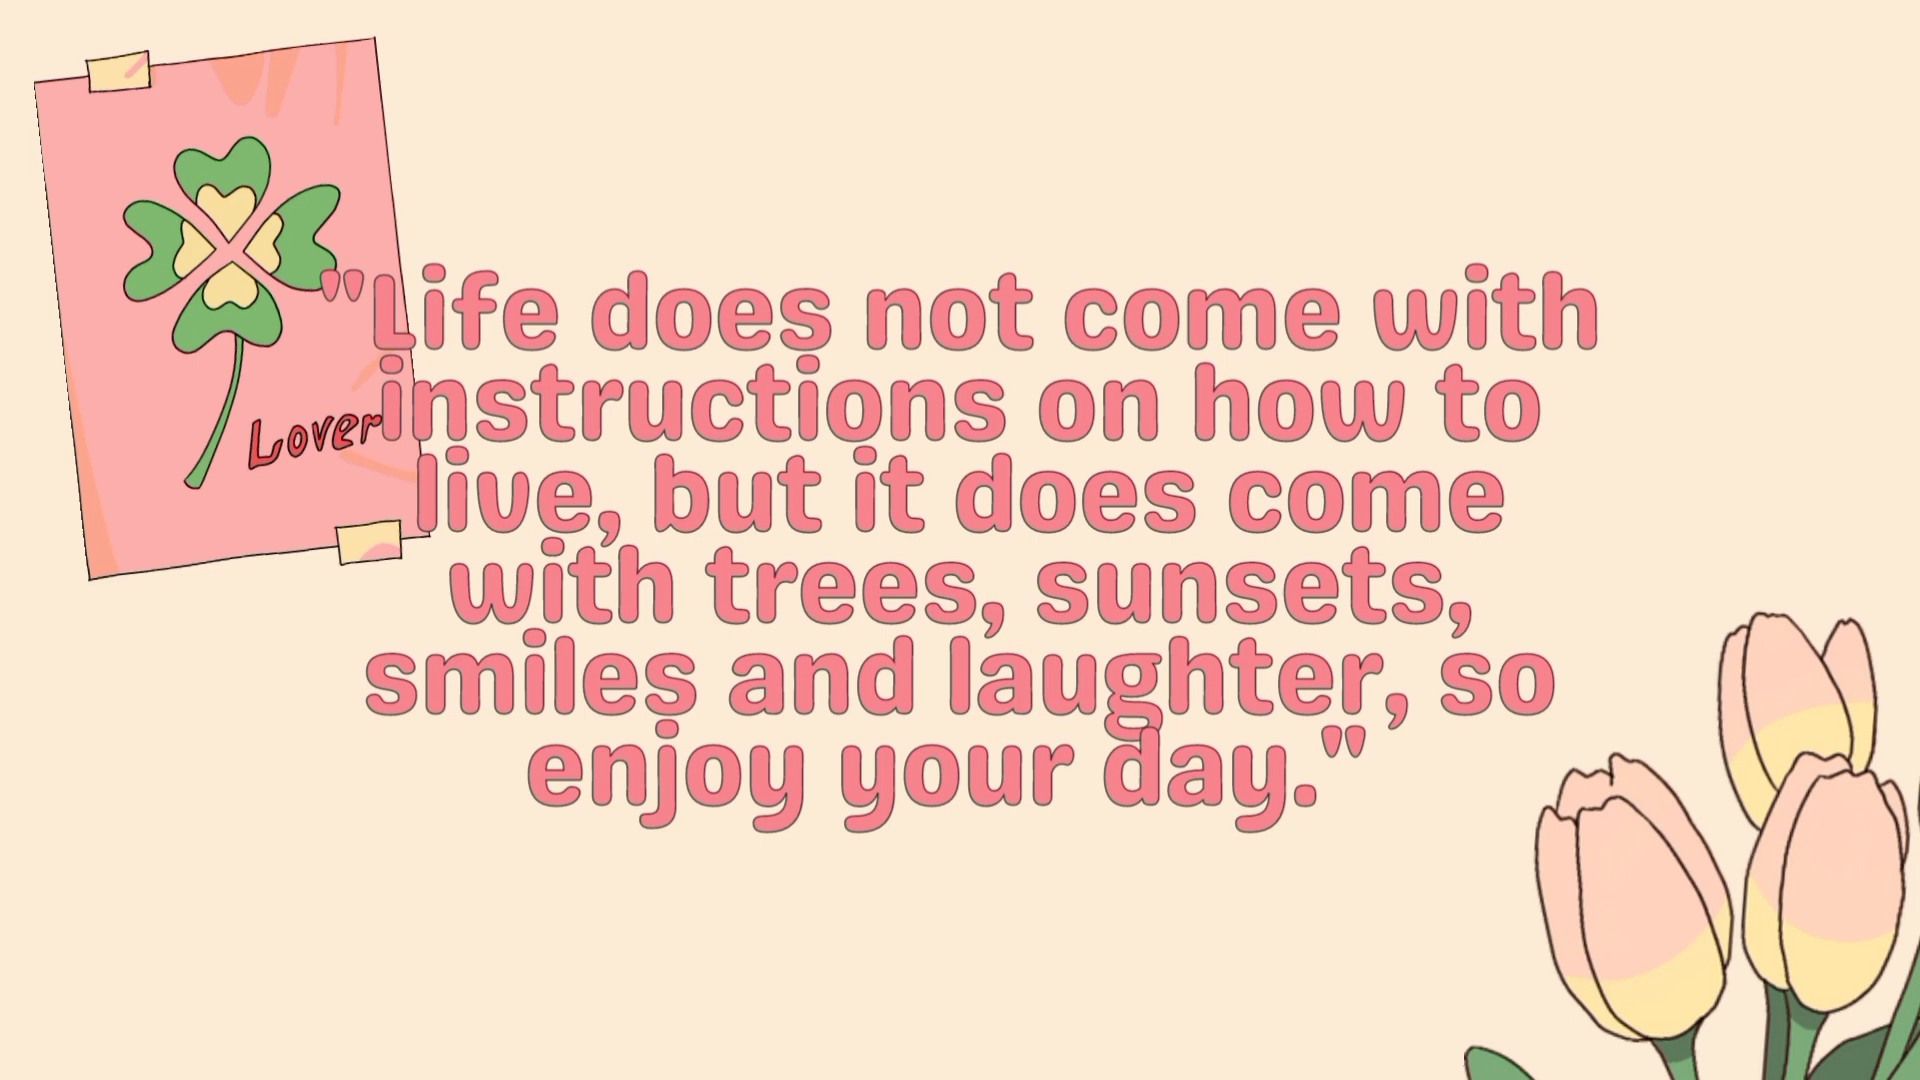 Lover
"Life does not come with
instructions on how to
live, but it does come
with trees, sunsets,
smiles and laughter, so
enjoy your day."